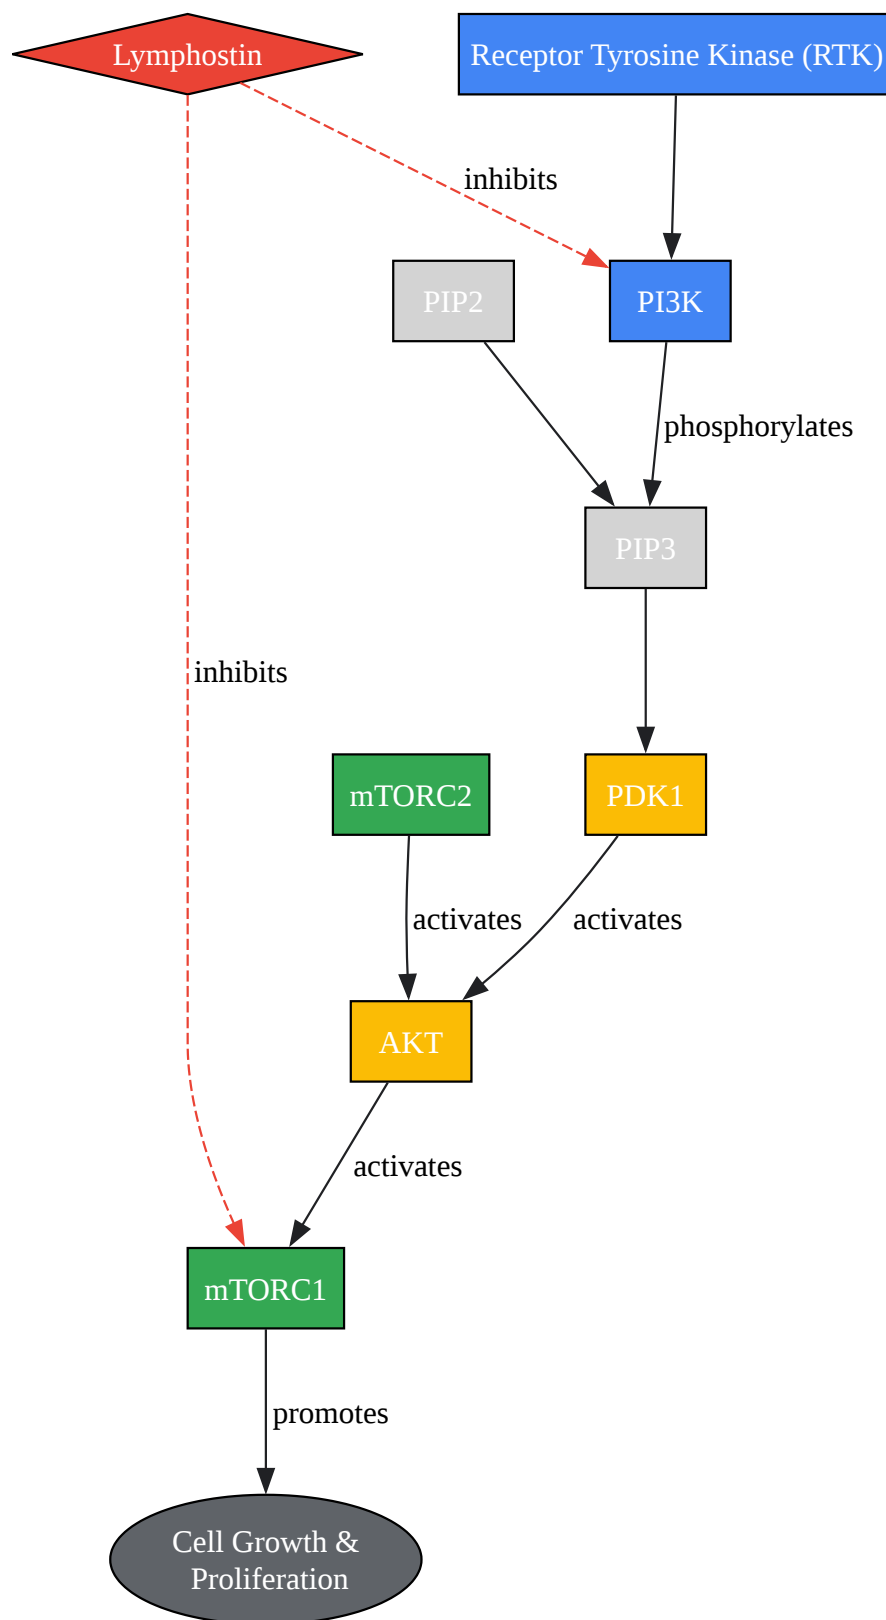 Lymphostin
Receptor Tyrosine Kinase (RTK)
inhibits
PIP2
PI3K
phosphorylates
PIP3
inhibits
mTORC2
PDK1
activates
activates
AKT
activates
mTORC1
promotes
Cell Growth &
Proliferation